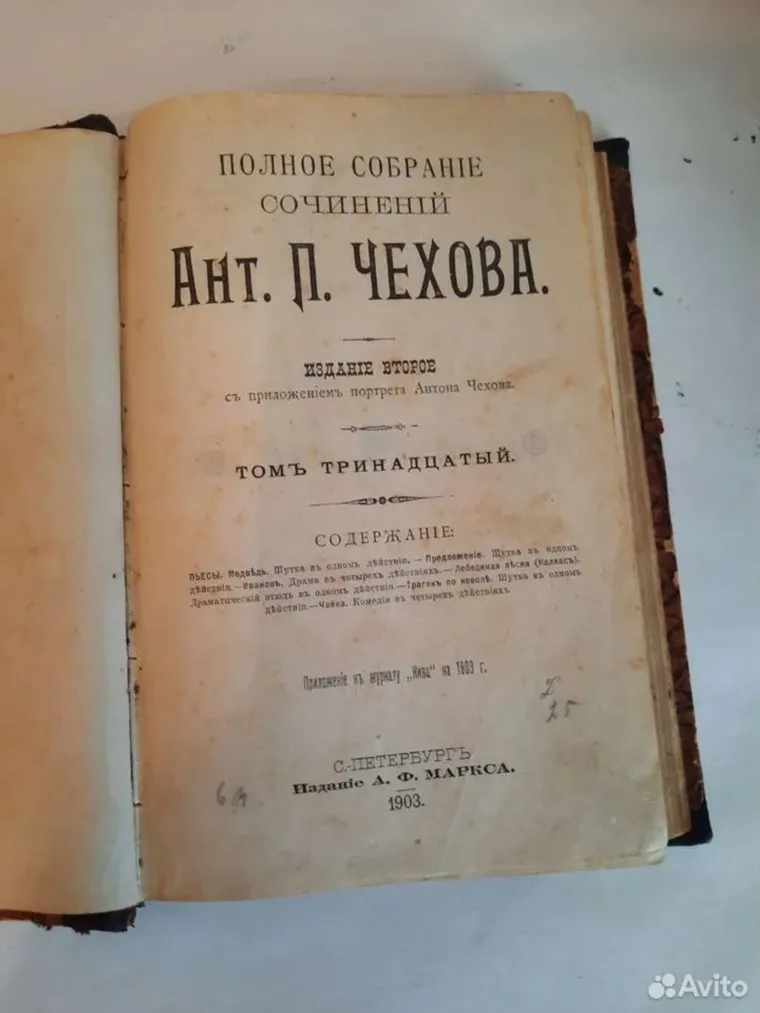 ПОЛНОЕ СОБРАНІЕ
СОЧИНЕНІЙ
АНТ. П. ЧЕХОВА.
ИЗДАНІЕ ВТОРОЕ
съ приложеніемъ портрета Антона Чехова.
ТОМЪ ТРИНАДЦАТЫЙ.
СОДЕРЖАНІЕ:
ПЬЕСЫ. Медвѣдь. Шутка въ одномъ дѣйствіи. — Предложеніе. Шутка въ одномъ
дѣйствіи.—Ивановъ. Драма въ четырехъ дѣйствіяхъ.—Лебединая пѣсня (Калхасъ).
Драматическій этюдъ въ одномъ дѣйствіи.—Трагикъ по неволѣ. Шутка въ одномъ
дѣйствіи.—Чайка. Комедія въ четырехъ дѣйствіяхъ
Приложеніе къ журналу „Нива“ на 1903 г.
25
С.-ПЕТЕРБУРГЪ
Изданіе А. Ф. МАРКСА.
1903.
Avito